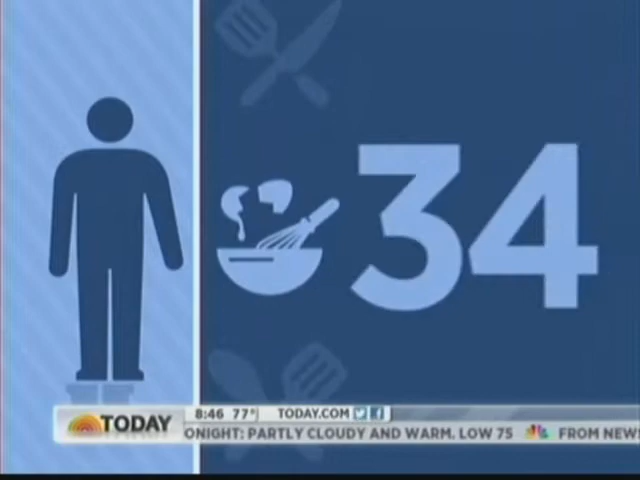 34
TODAY
8:46 77° TODAY.COM
ONIGHT: PARTLY CLOUDY AND WARM. LOW 75 FROM NEW